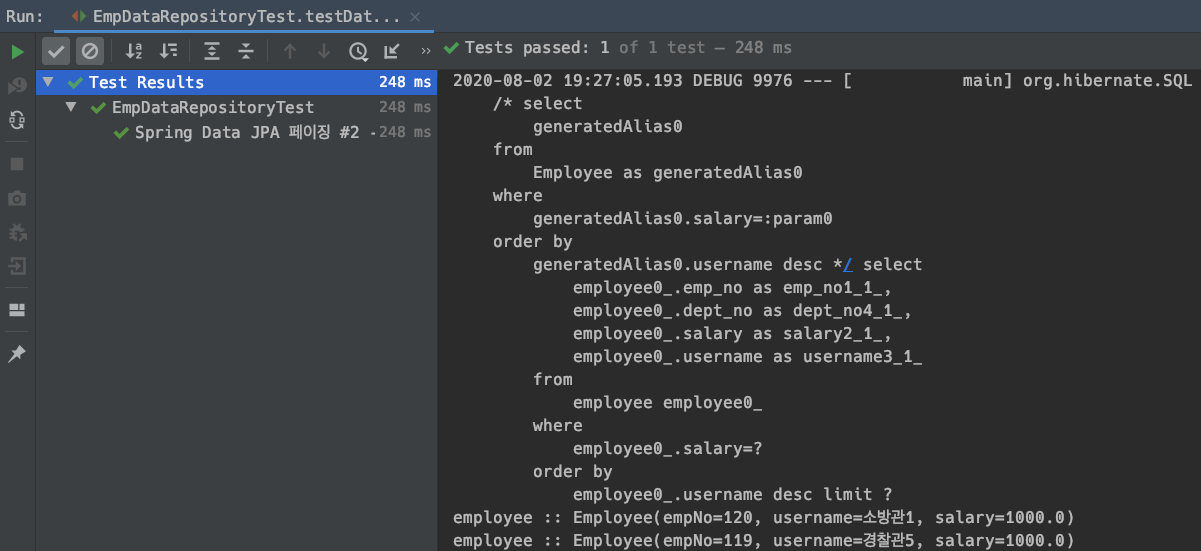 Run: EmpDataRepositoryTest.testDat... ×
Tests passed: 1 of 1 test – 248 ms
Test Results 248 ms
EmpDataRepositoryTest 248 ms
Spring Data JPA 페이징 #2 - 248 ms
2020-08-02 19:27:05.193 DEBUG 9976 --- [           main] org.hibernate.SQL
/* select
generatedAlias0
from
Employee as generatedAlias0
where
generatedAlias0.salary=:param0
order by
generatedAlias0.username desc */ select
employee0_.emp_no as emp_no1_1_,
employee0_.dept_no as dept_no4_1_,
employee0_.salary as salary2_1_,
employee0_.username as username3_1_
from
employee employee0_
where
employee0_.salary=?
order by
employee0_.username desc limit ?
employee :: Employee(empNo=120, username=소방관1, salary=1000.0)
employee :: Employee(empNo=119, username=경찰관5, salary=1000.0)